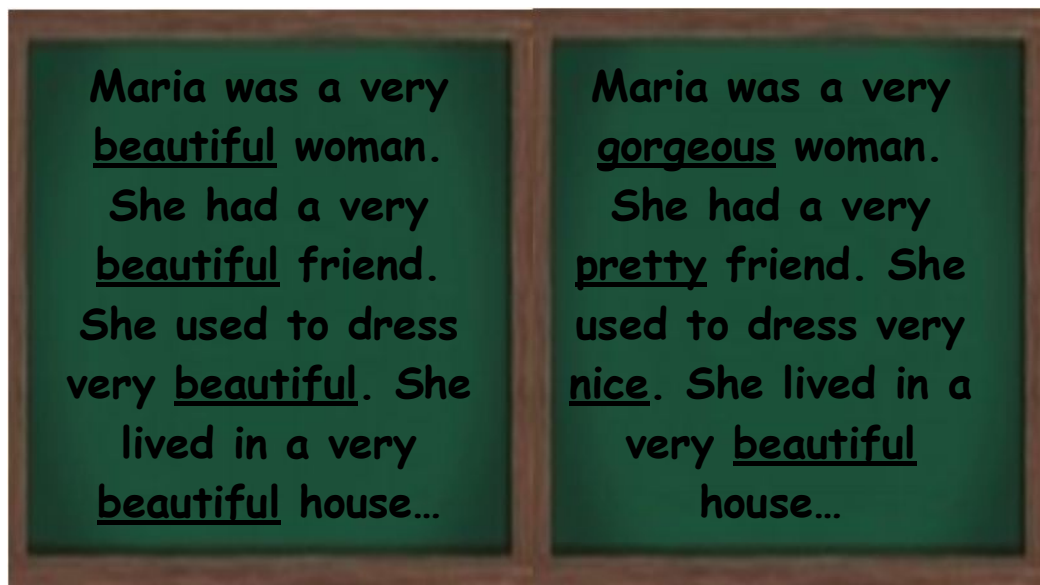 Maria was a very
beautiful woman.
She had a very
beautiful friend.
She used to dress
very beautiful. She
lived in a very
beautiful house…
Maria was a very
gorgeous woman.
She had a very
pretty friend. She
used to dress very
nice. She lived in a
very beautiful
house…